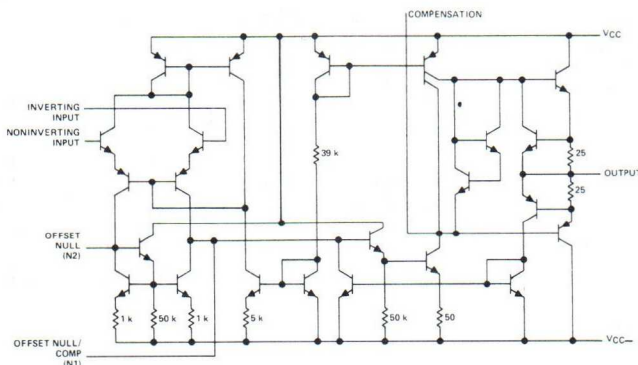 COMPENSATION
VCC
INVERTING
INPUT
NONINVERTING
INPUT
39 k
25
OUTPUT
25
OFFSET
NULL
(N2)
1 k
50 k
1 k
5 k
50 k
50
OFFSET NULL/
COMP
(N1)
VCC–